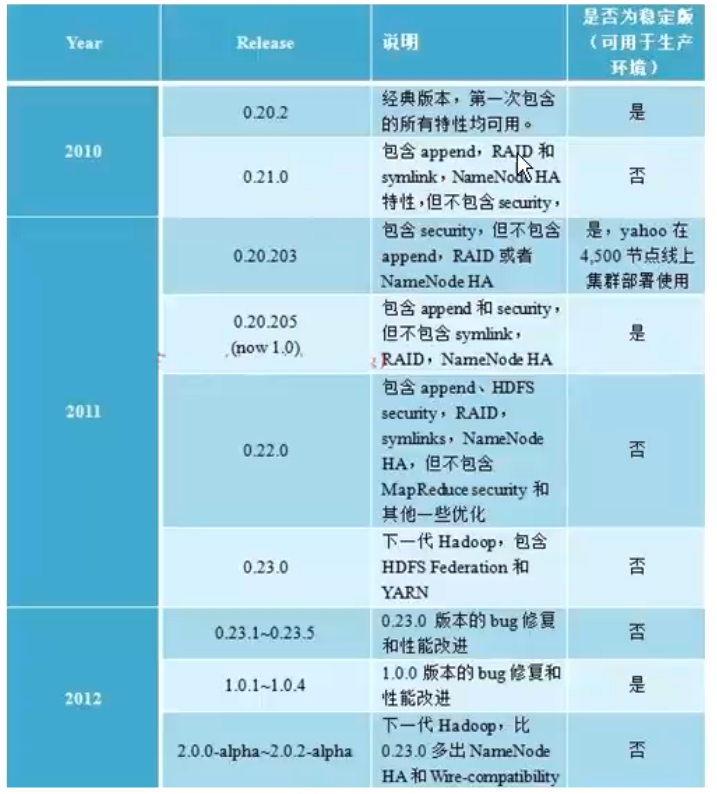 Year
Release
说明
是否为稳定版
（可用于生产
环境）
2010
0.20.2
经典版本，第一次包含
的所有特性均可用。
是
0.21.0
包含 append，RAID 和
symlink，NameNode HA
特性，但不包含 security，
否
2011
0.20.203
包含 security，但不包含
append，RAID 或者
NameNode HA
是，yahoo 在
4,500 节点线上
集群部署使用
0.20.205
(now 1.0)
包含 append 和 security，
但不包含 symlink，
RAID，NameNode HA
是
0.22.0
包含 append、HDFS
security，RAID，
symlinks，NameNode
HA，但不包含
MapReduce security 和
其他一些优化
否
0.23.0
下一代 Hadoop，包含
HDFS Federation 和
YARN
否
2012
0.23.1~0.23.5
0.23.0 版本的 bug 修复
和性能改进
否
1.0.1~1.0.4
1.0.0 版本的 bug 修复和
性能改进
是
2.0.0-alpha~2.0.2-alpha
下一代 Hadoop，比
0.23.0 多出 NameNode
HA 和 Wire-compatibility
否